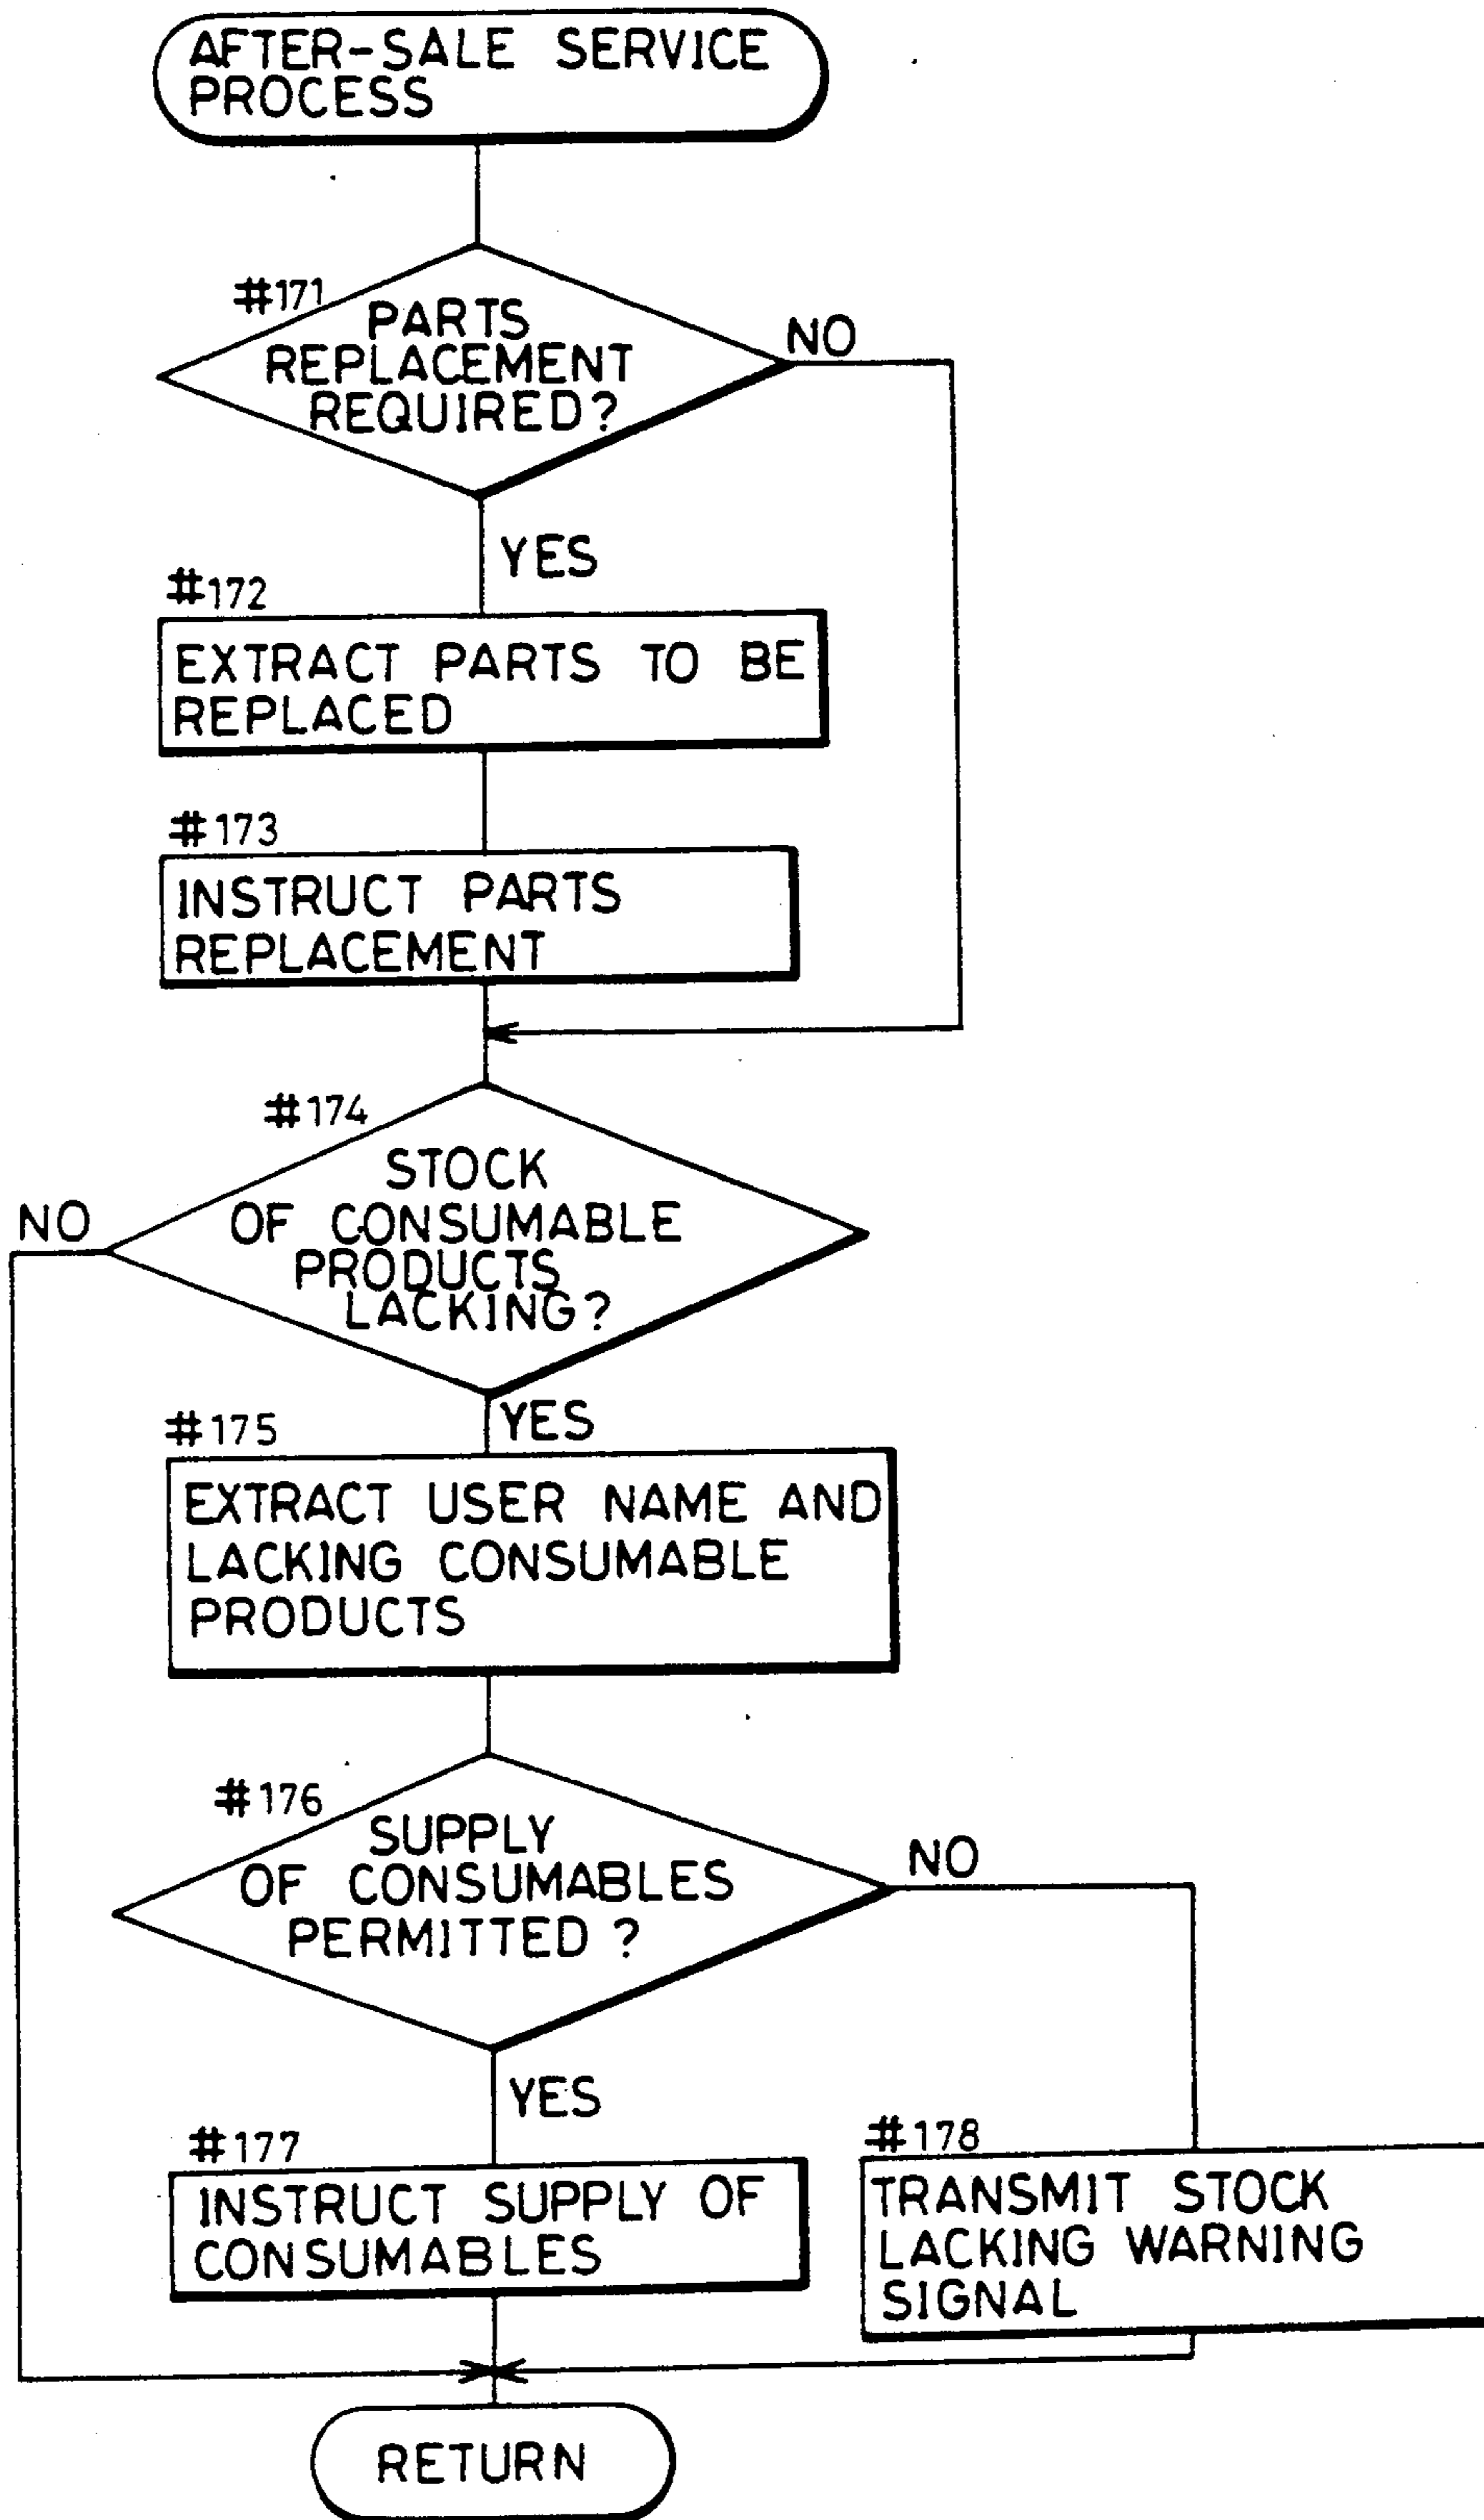 AFTER-SALE SERVICE
PROCESS
#171
PARTS
REPLACEMENT
REQUIRED?
NO
YES
#172
EXTRACT PARTS TO BE
REPLACED
#173
INSTRUCT PARTS
REPLACEMENT
#174
STOCK
OF CONSUMABLE
PRODUCTS
LACKING?
NO
YES
#175
EXTRACT USER NAME AND
LACKING CONSUMABLE
PRODUCTS
#176
SUPPLY
OF CONSUMABLES
PERMITTED ?
NO
YES
#177
INSTRUCT SUPPLY OF
CONSUMABLES
#178
TRANSMIT STOCK
LACKING WARNING
SIGNAL
RETURN